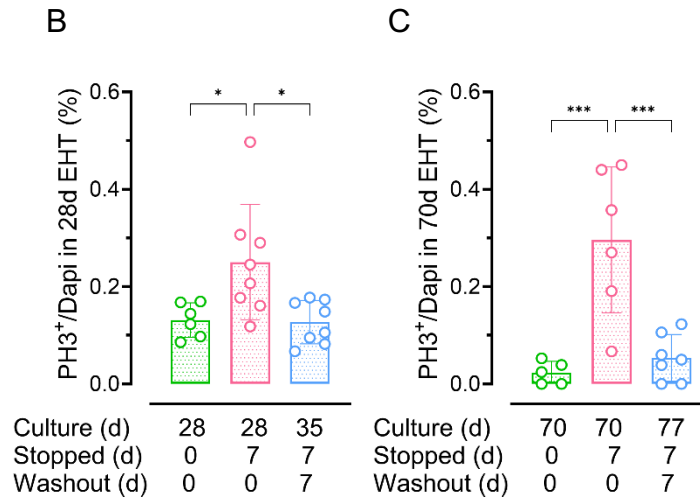 B
PH3⁺/Dapi in 28d EHT (%)
0.6
0.4
0.2
0.0
* *
Culture (d) 28 28 35
Stopped (d) 0 7 7
Washout (d) 0 0 7
C
PH3⁺/Dapi in 70d EHT (%)
0.6
0.4
0.2
0.0
*** ***
Culture (d) 70 70 77
Stopped (d) 0 7 7
Washout (d) 0 0 7